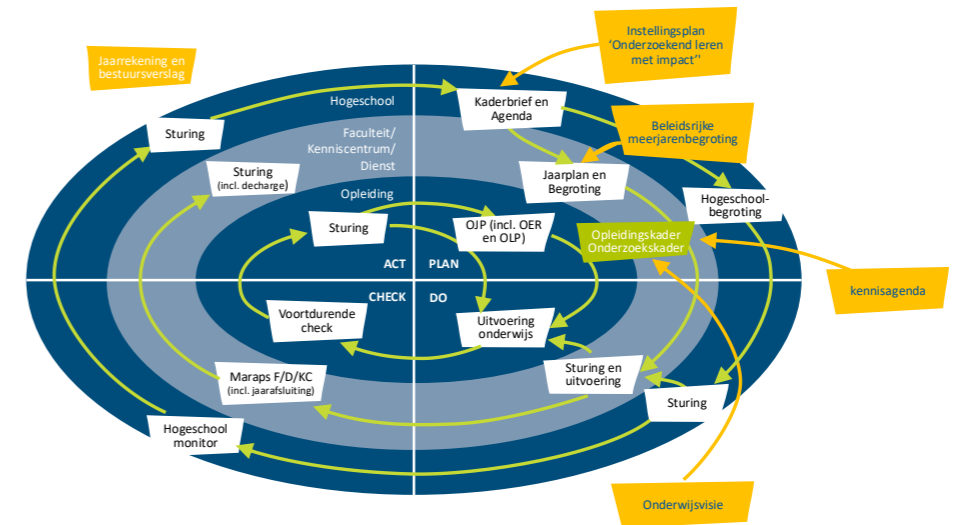 Instellingsplan
‘Onderzoekend leren
met impact’’
Jaarrekening en
bestuursverslag
Hogeschool
Kaderbrief en
Agenda
Sturing
Faculteit/
Kenniscentrum/
Dienst
Beleidsrijke
meerjarenbegroting
Sturing
(incl. decharge)
Jaarplan en
Begroting
Opleiding
Hogeschool-
begroting
Sturing
OJP (incl. OER
en OLP)
Opleidingskader
Onderzoekskader
ACT
PLAN
kennisagenda
CHECK
DO
Voortdurende
check
Uitvoering
onderwijs
Sturing en
uitvoering
Maraps F/D/KC
(incl. jaarafsluiting)
Sturing
Hogeschool
monitor
Onderwijsvisie